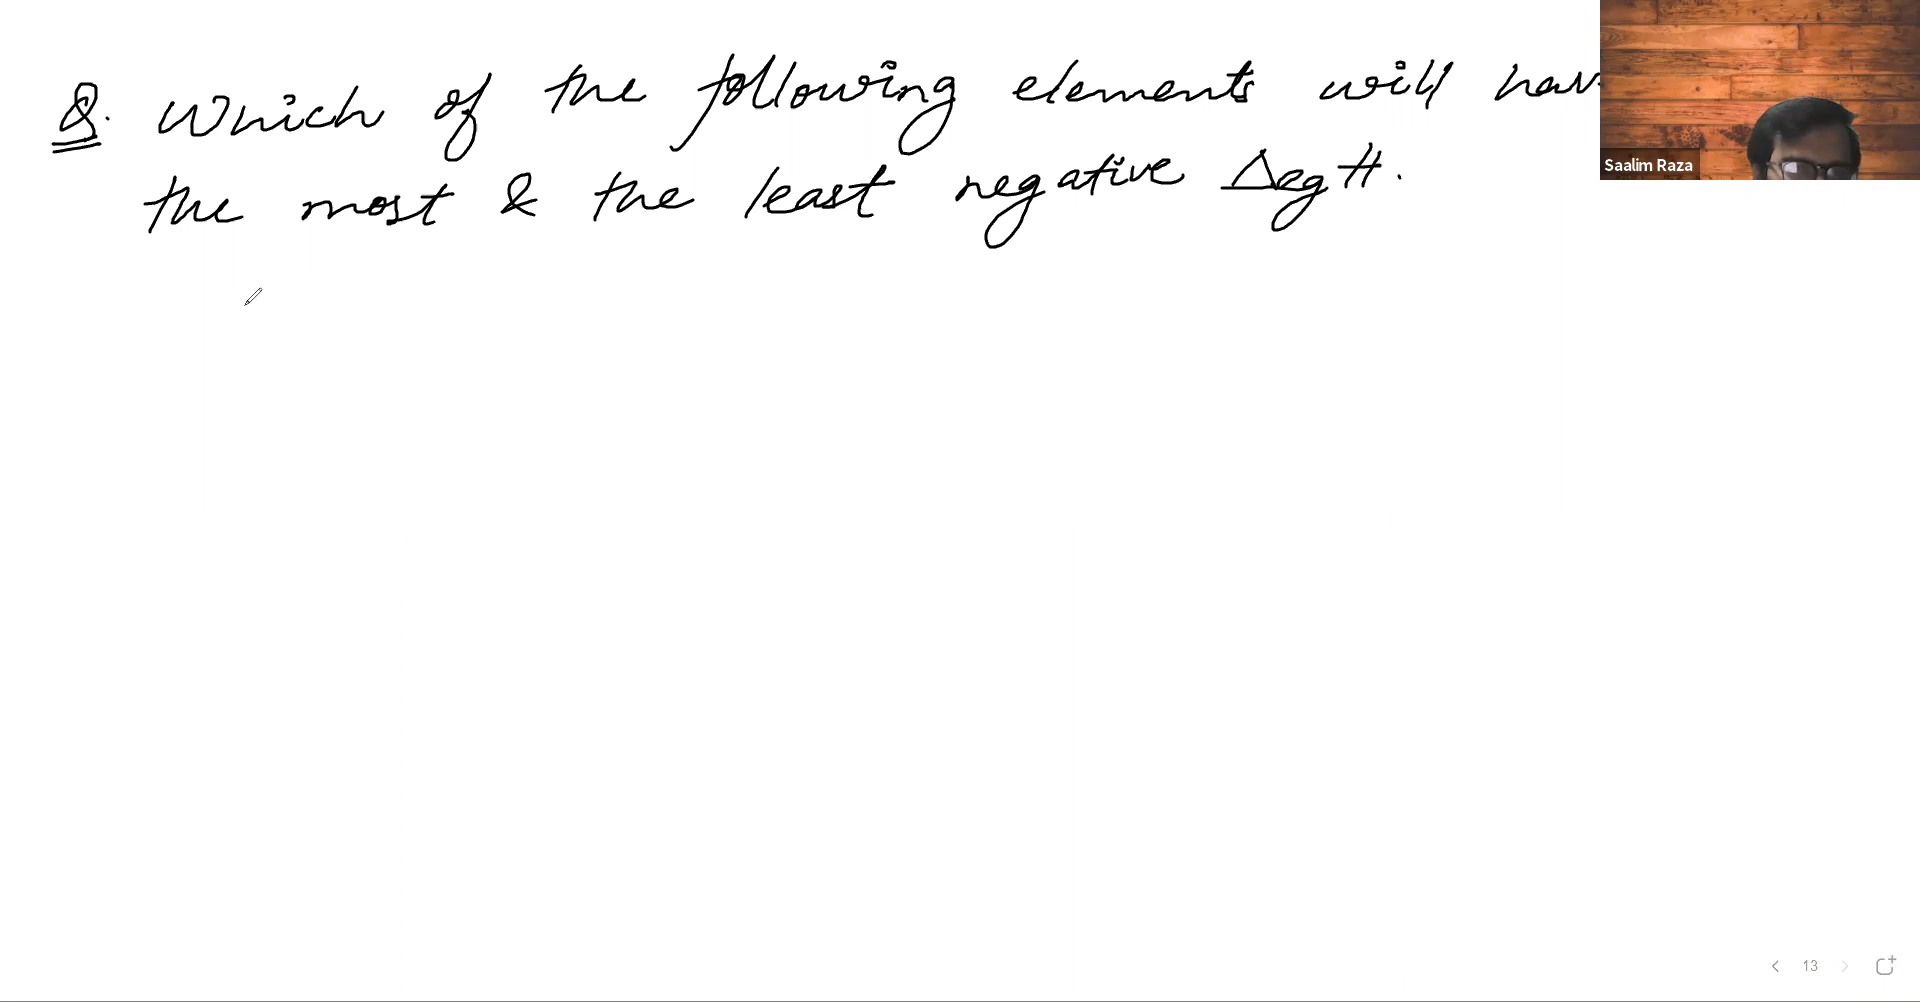 Q. Which of the following elements will hav
Saalim Raza
the most & the least negative ΔegH.
13